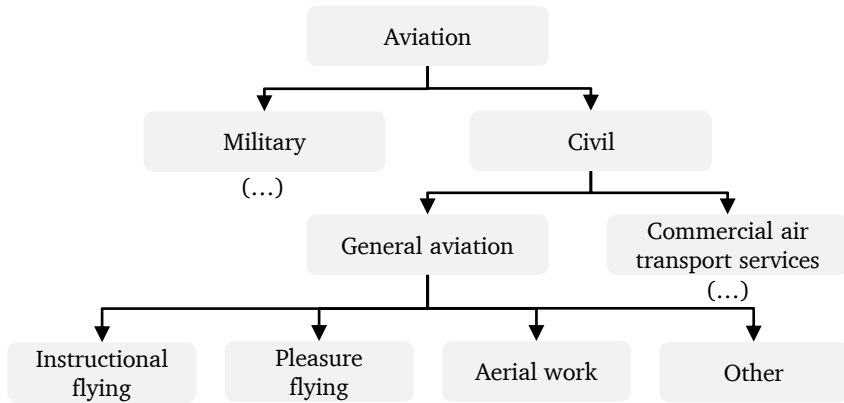 Aviation
Military
Civil
(...)
General aviation
Commercial air
transport services
(...)
Instructional
flying
Pleasure
flying
Aerial work
Other